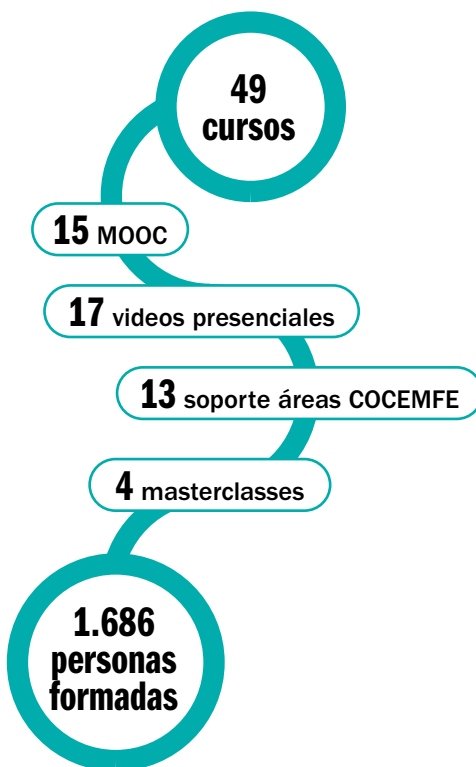 49
cursos
15 MOOC
17 videos presenciales
13 soporte áreas COCEMFE
4 masterclasses
1.686
personas
formadas